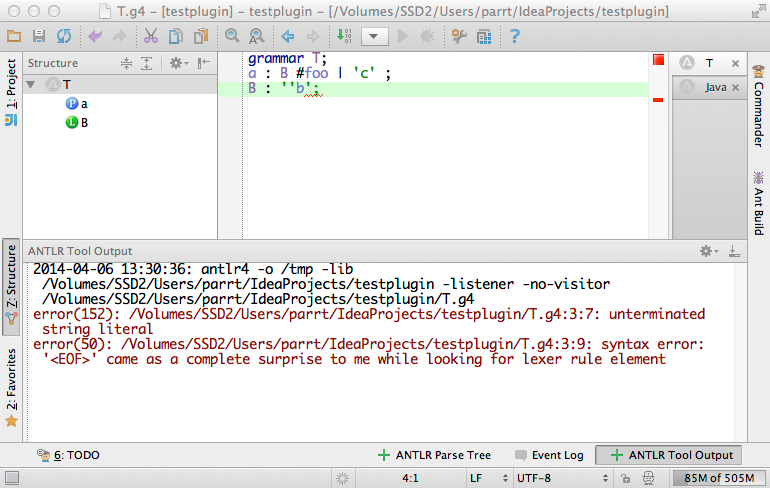 T.g4 - [testplugin] - testplugin - [/Volumes/SSD2/Users/parrt/IdeaProjects/testplugin]
1: Project
Structure
T
a
B
grammar T;
a : B #foo | 'c' ;
B : ''b';
T
Java
Commander
Ant Build
Z: Structure
2: Favorites
ANTLR Tool Output
2014-04-06 13:30:36: antlr4 -o /tmp -lib
/Volumes/SSD2/Users/parrt/IdeaProjects/testplugin -listener -no-visitor
/Volumes/SSD2/Users/parrt/IdeaProjects/testplugin/T.g4
error(152): /Volumes/SSD2/Users/parrt/IdeaProjects/testplugin/T.g4:3:7: unterminated
string literal
error(50): /Volumes/SSD2/Users/parrt/IdeaProjects/testplugin/T.g4:3:9: syntax error:
'<EOF>' came as a complete surprise to me while looking for lexer rule element
6: TODO
ANTLR Parse Tree
Event Log
ANTLR Tool Output
4:1
LF
UTF-8
85M of 505M